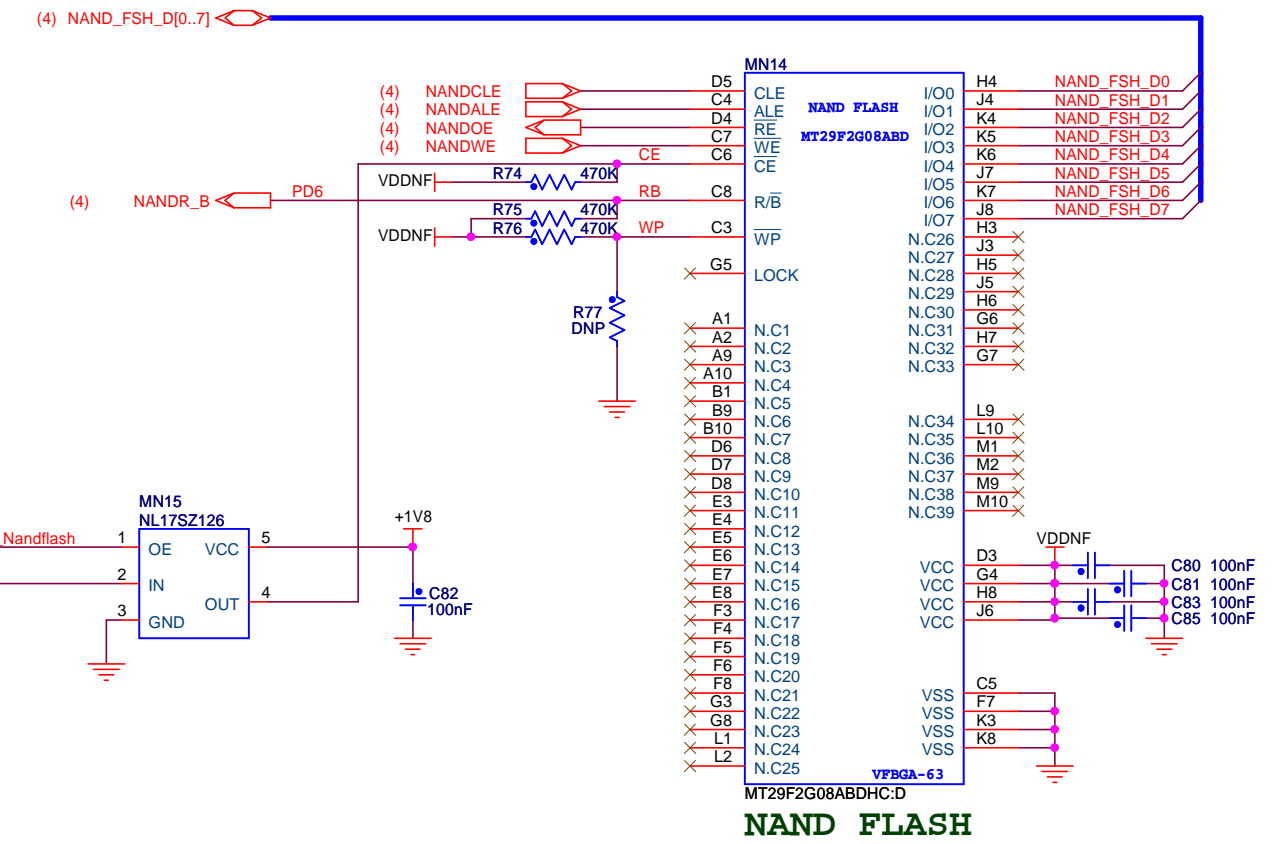 (4) NAND_FSH_D[0..7]
MN14
(4) NANDCLE
(4) NANDALE
(4) NANDOE
(4) NANDWE
D5 CLE
C4 ALE
D4 RE
C7 WE
CE C6 CE
NAND FLASH
MT29F2G08ABD
I/O0 H4 NAND_FSH_D0
I/O1 J4 NAND_FSH_D1
I/O2 K4 NAND_FSH_D2
I/O3 K5 NAND_FSH_D3
I/O4 K6 NAND_FSH_D4
I/O5 J7 NAND_FSH_D5
I/O6 K7 NAND_FSH_D6
I/O7 J8 NAND_FSH_D7
VDDNF R74 470K
(4) NANDR_B PD6 RB C8 R/B
R75 470K
VDDNF R76 470K WP C3 WP
G5 LOCK
R77
DNP
N.C26 H3
N.C27 J3
N.C28 H5
N.C29 J5
N.C30 H6
N.C31 G6
N.C32 H7
N.C33 G7
A1 N.C1
A2 N.C2
A9 N.C3
A10 N.C4
B1 N.C5
B9 N.C6
B10 N.C7
D6 N.C8
D7 N.C9
D8 N.C10
E3 N.C11
E4 N.C12
E5 N.C13
E6 N.C14
E7 N.C15
E8 N.C16
F3 N.C17
F4 N.C18
F5 N.C19
F6 N.C20
F8 N.C21
G3 N.C22
G8 N.C23
L1 N.C24
L2 N.C25
N.C34 L9
N.C35 L10
N.C36 M1
N.C37 M2
N.C38 M9
N.C39 M10
MN15
NL17SZ126
_Nandflash 1 OE
2 IN
3 GND
VCC 5
OUT 4
+1V8
C82
100nF
VDDNF
VCC D3 C80 100nF
VCC G4 C81 100nF
VCC H8 C83 100nF
VCC J6 C85 100nF
VSS C5
VSS F7
VSS K3
VSS K8
VFBGA-63
MT29F2G08ABDHC:D
NAND FLASH